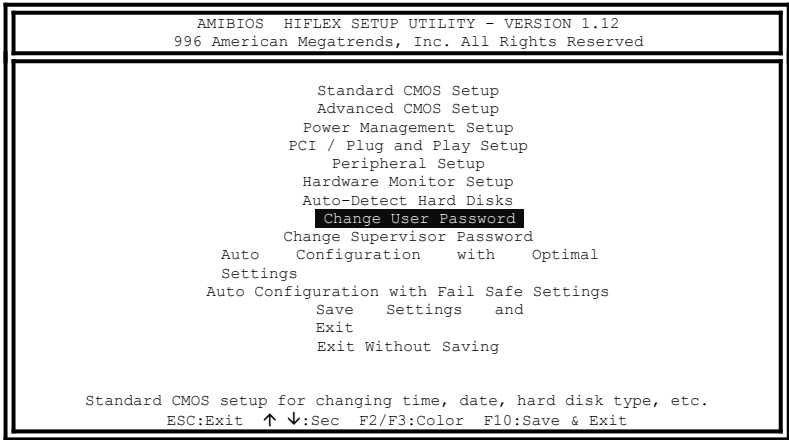 AMIBIOS HIFLEX SETUP UTILITY - VERSION 1.12
996 American Megatrends, Inc. All Rights Reserved
Standard CMOS Setup
Advanced CMOS Setup
Power Management Setup
PCI / Plug and Play Setup
Peripheral Setup
Hardware Monitor Setup
Auto-Detect Hard Disks
Change User Password
Change Supervisor Password
Auto Configuration with Optimal
Settings
Auto Configuration with Fail Safe Settings
Save Settings and
Exit
Exit Without Saving
Standard CMOS setup for changing time, date, hard disk type, etc.
ESC:Exit ↑ ↓:Sec F2/F3:Color F10:Save & Exit